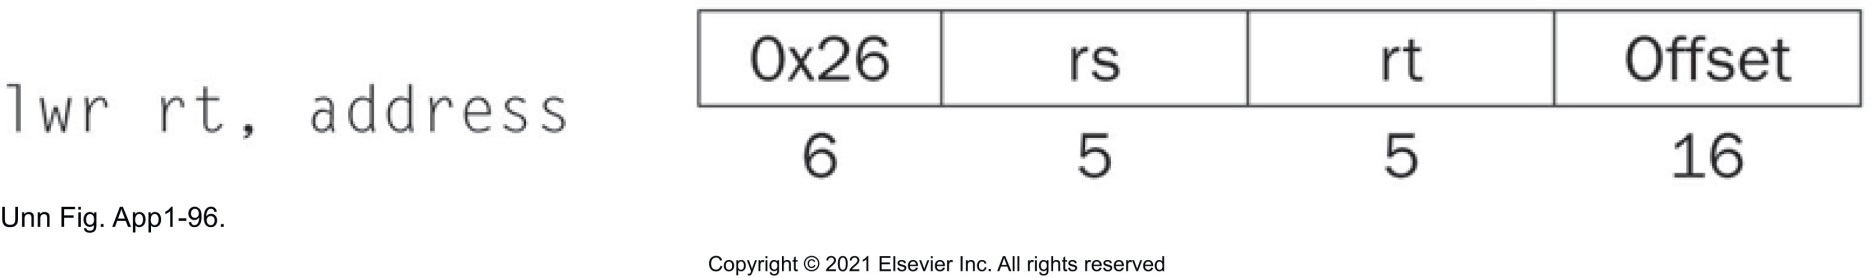 lwr rt, address
0x26 rs rt Offset
6 5 5 16
Unn Fig. App1-96.
Copyright © 2021 Elsevier Inc. All rights reserved